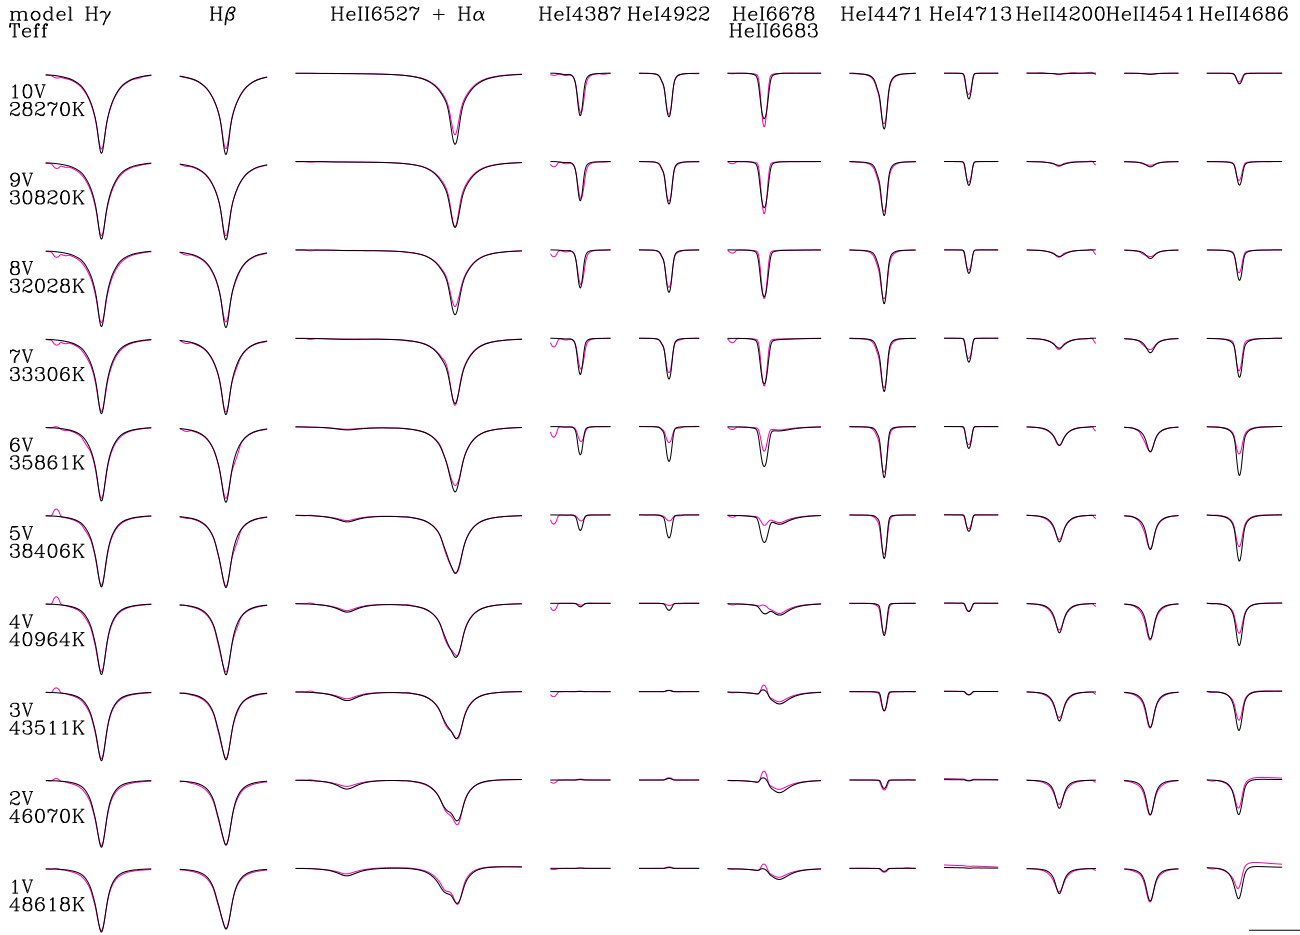 model Hγ Hβ HeII6527 + Hα HeI4387 HeI4922 HeI6678 HeI4471 HeI4713 HeII4200 HeII4541 HeII4686
Teff HeII6683
10V
28270K
9V
30820K
8V
32028K
7V
33306K
6V
35861K
5V
38406K
4V
40964K
3V
43511K
2V
46070K
1V
48618K